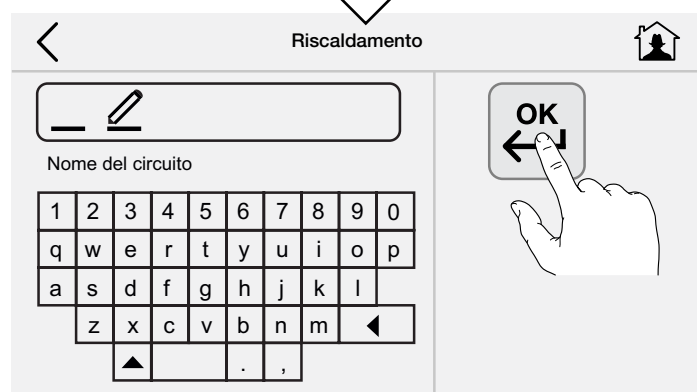 Riscaldamento
OK
Nome del circuito
1 2 3 4 5 6 7 8 9 0
q w e r t y u i o p
a s d f g h j k l
z x c v b n m
. ,